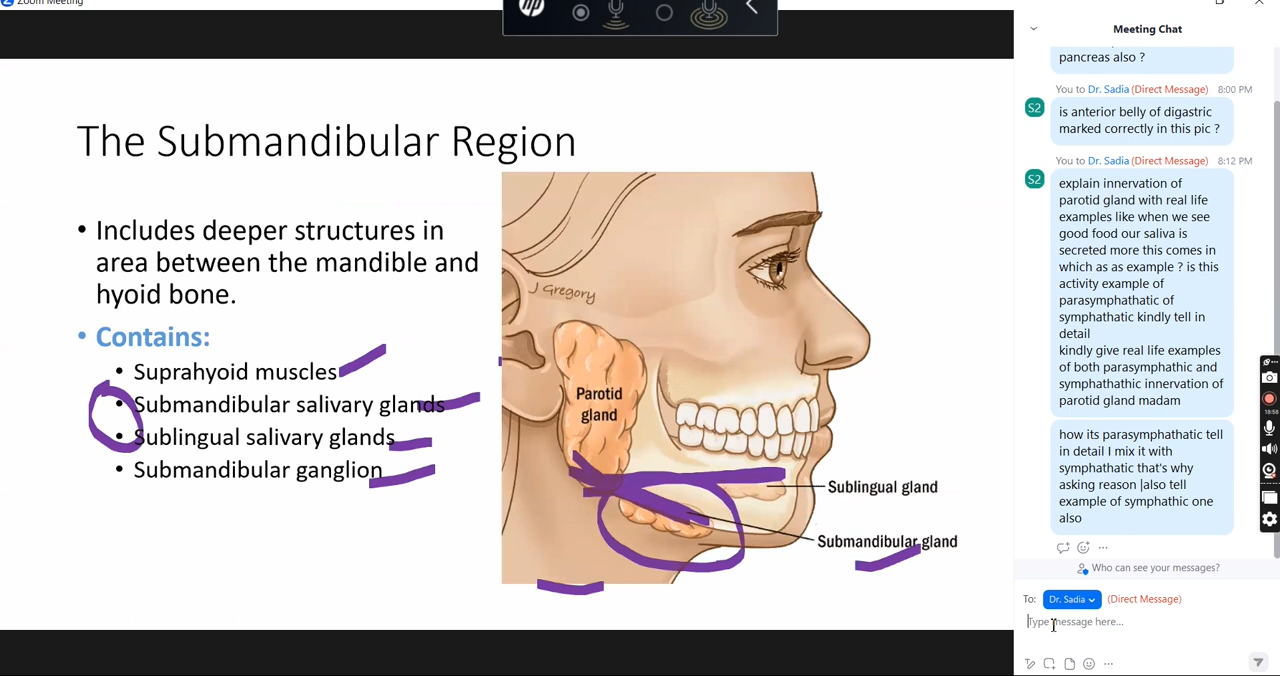 Zoom Meeting
hp
The Submandibular Region
• Includes deeper structures in
area between the mandible and
hyoid bone.
• Contains:
• Suprahyoid muscles
• Submandibular salivary glands
• Sublingual salivary glands
• Submandibular ganglion
J Gregory
Parotid
gland
Sublingual gland
Submandibular gland
Meeting Chat
pancreas also ?
You to Dr. Sadia (Direct Message) 8:00 PM
S2
is anterior belly of digastric
marked correctly in this pic ?
You to Dr. Sadia (Direct Message) 8:12 PM
S2
explain innervation of
parotid gland with real life
examples like when we see
good food our saliva is
secreted more this comes in
which as as example ? is this
activity example of
parasymphathatic of
symphathatic kindly tell in
detail
kindly give real life examples
of both parasymphathic and
symphathathic innervation of
parotid gland madam
how its parasymphathatic tell
in detail I mix it with
symphathatic that's why
asking reason |also tell
example of symphathic one
also
Who can see your messages?
To: Dr. Sadia (Direct Message)
Type message here...
18:58